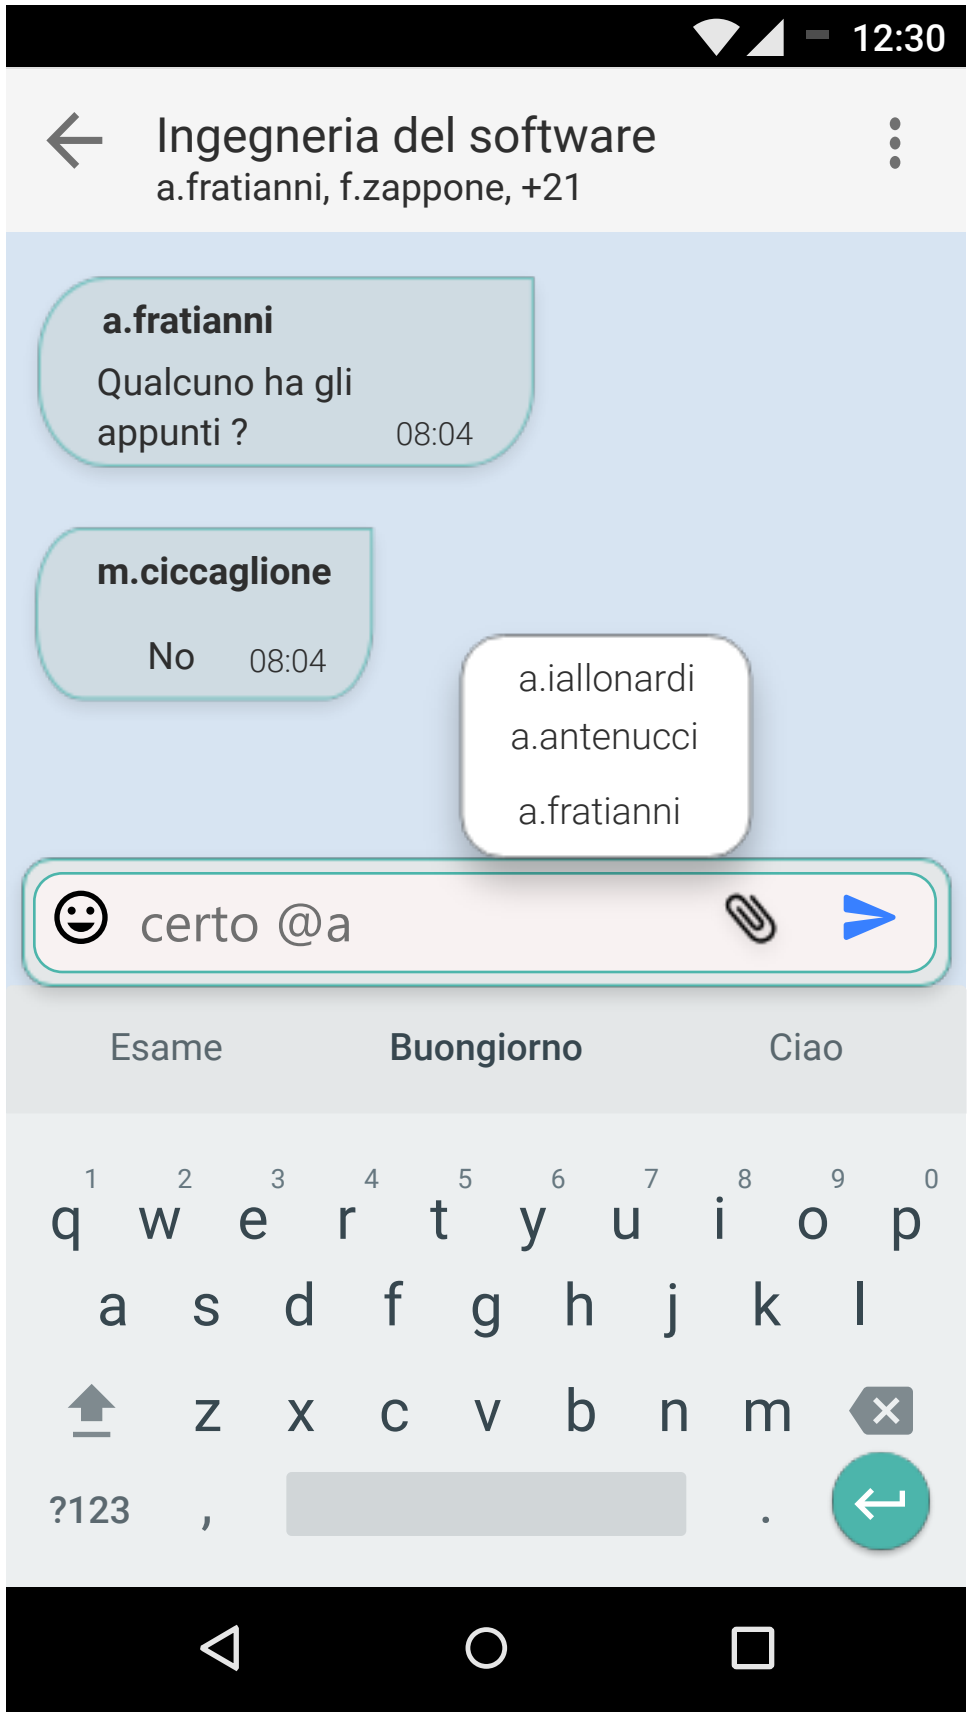 12:30
Ingegneria del software
a.fratianni, f.zappone, +21
a.fratianni
Qualcuno ha gli
appunti ? 08:04
m.ciccaglione
No 08:04
a.iallonardi
a.antenucci
a.fratianni
certo @a
Esame Buongiorno Ciao
1 2 3 4 5 6 7 8 9 0
q w e r t y u i o p
a s d f g h j k l
z x c v b n m
?123 , .